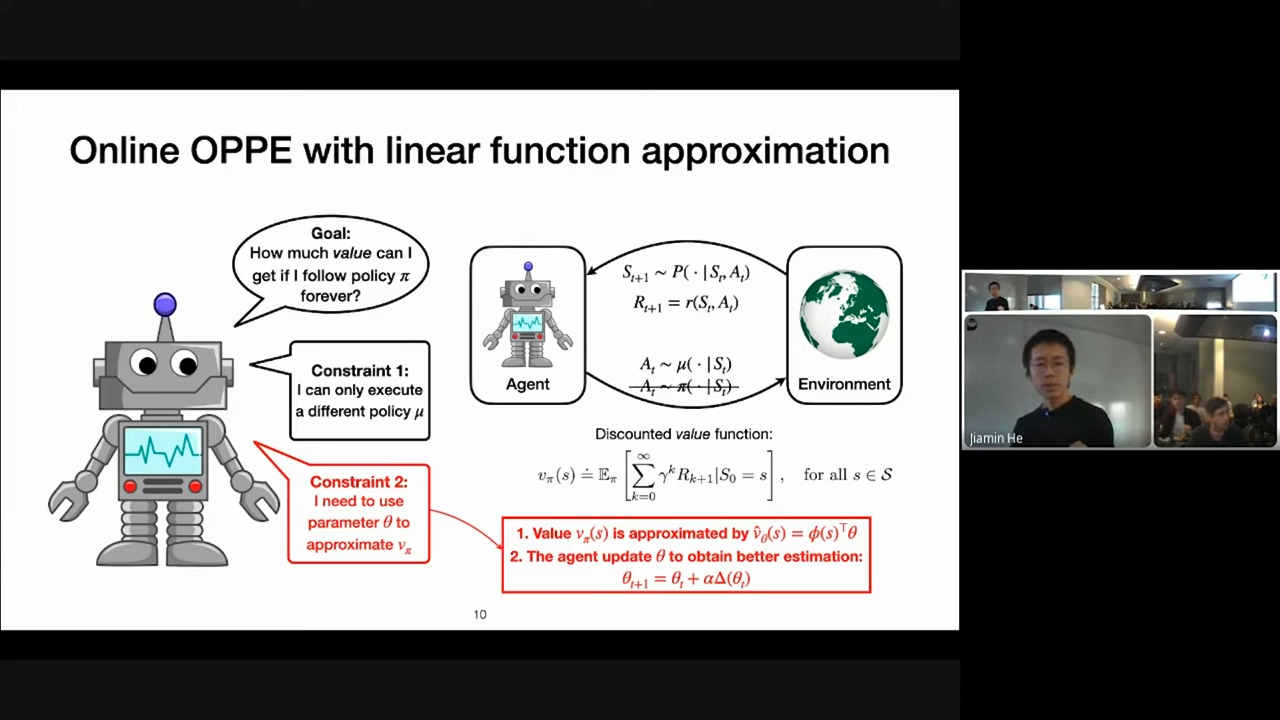 Online OPPE with linear function approximation
Goal:
How much value can I
get if I follow policy π
forever?
Constraint 1:
I can only execute
a different policy μ
Constraint 2:
I need to use
parameter θ to
approximate v_π
S_{t+1} ∼ P( · | S_t, A_t)
R_{t+1} = r(S_t, A_t)
A_t ∼ μ( · | S_t)
A_t ∼ π( · | S_t)
Agent
Environment
Discounted value function:
v_π(s) ≐ 𝔼_π [ ∑_{k=0}^{∞} γ^k R_{k+1} | S_0 = s ] , for all s ∈ 𝒮
1. Value v_π(s) is approximated by v̂_θ(s) = ϕ(s)^⊤θ
2. The agent update θ to obtain better estimation:
θ_{t+1} = θ_t + αΔ(θ_t)
10
Jiamin He